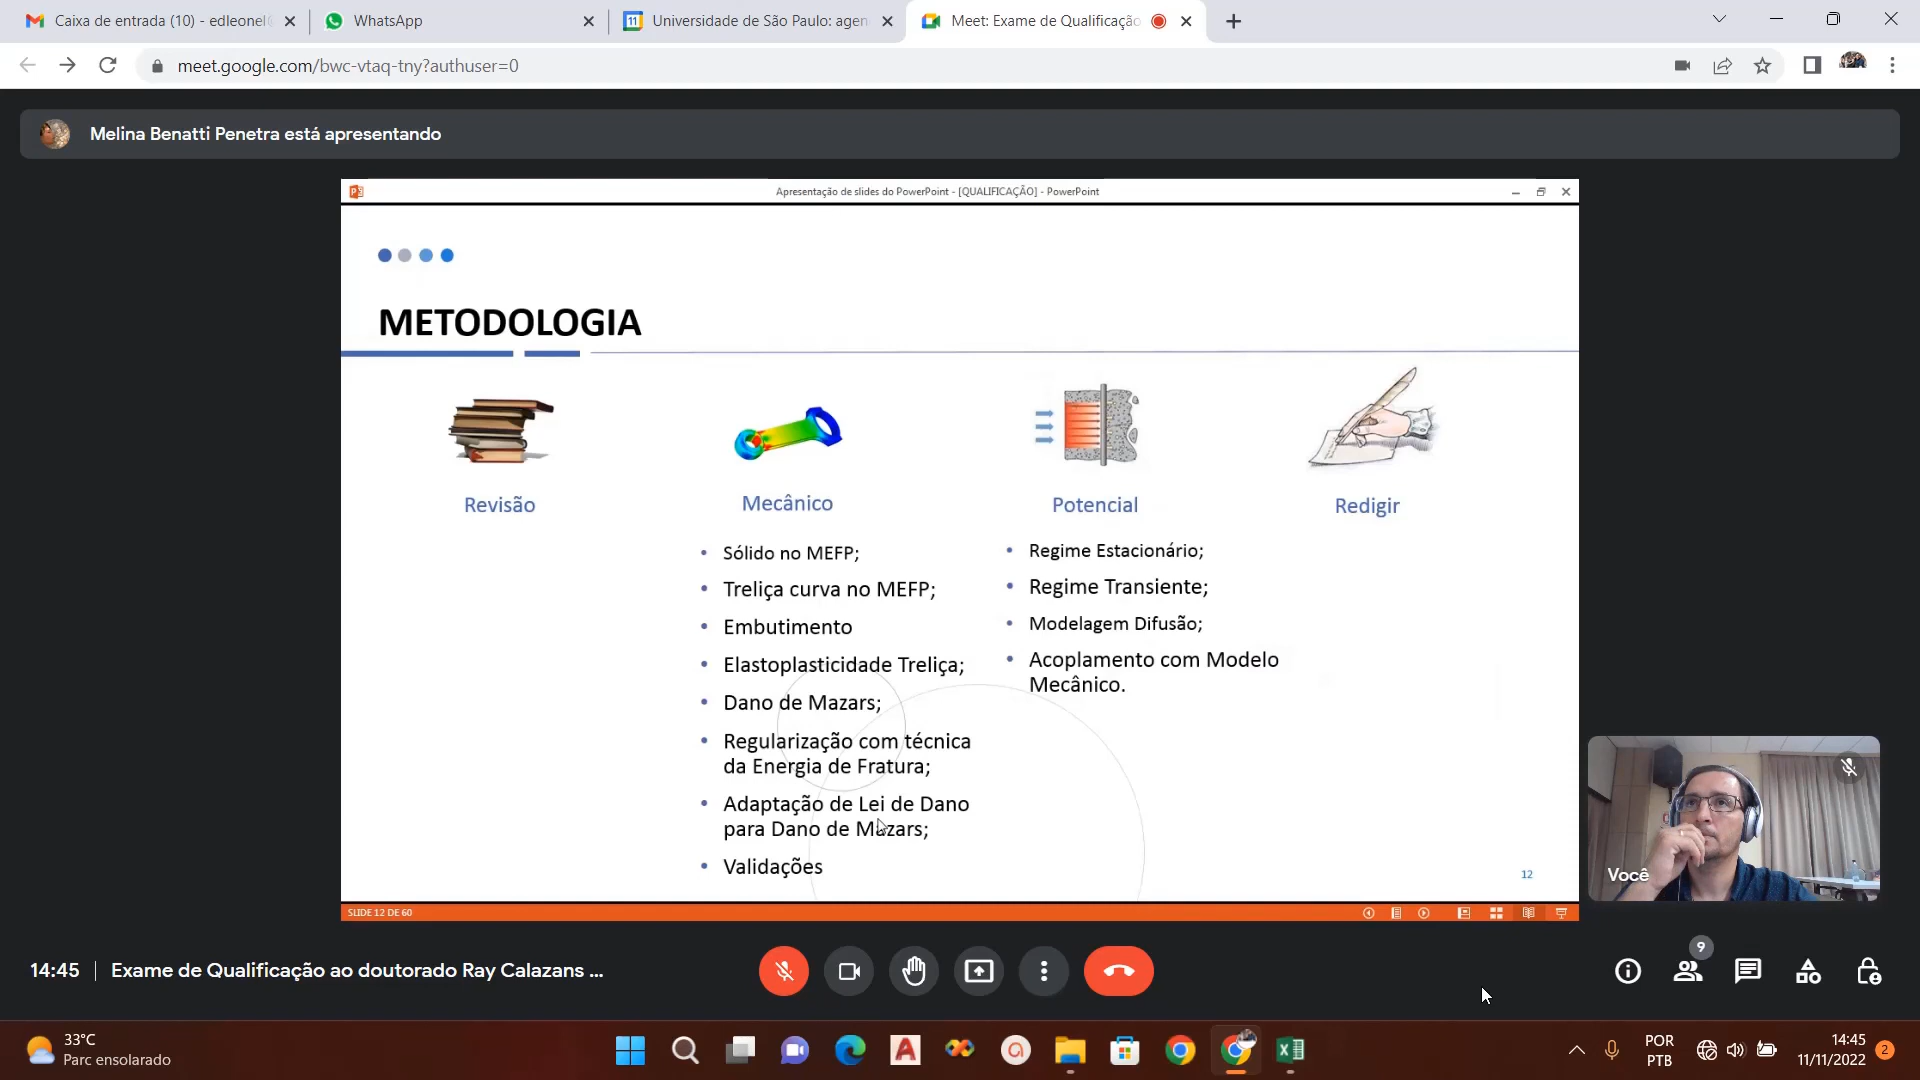 Caixa de entrada (10) - edleonel
WhatsApp
Universidade de São Paulo: agen
Meet: Exame de Qualificação
meet.google.com/bwc-vtaq-tny?authuser=0
Melina Benatti Penetra está apresentando
Apresentação de slides do PowerPoint - [QUALIFICAÇÃO] - PowerPoint
METODOLOGIA
Revisão
Mecânico
Potencial
Redigir
• Sólido no MEFP;
• Treliça curva no MEFP;
• Embutimento
• Elastoplasticidade Treliça;
• Dano de Mazars;
• Regularização com técnica
da Energia de Fratura;
• Adaptação de Lei de Dano
para Dano de Mazars;
• Validações
• Regime Estacionário;
• Regime Transiente;
• Modelagem Difusão;
• Acoplamento com Modelo
Mecânico.
12
SLIDE 12 DE 60
Você
14:45
Exame de Qualificação ao doutorado Ray Calazans ...
9
33°C
Parc ensolarado
POR
PTB
14:45
11/11/2022
2